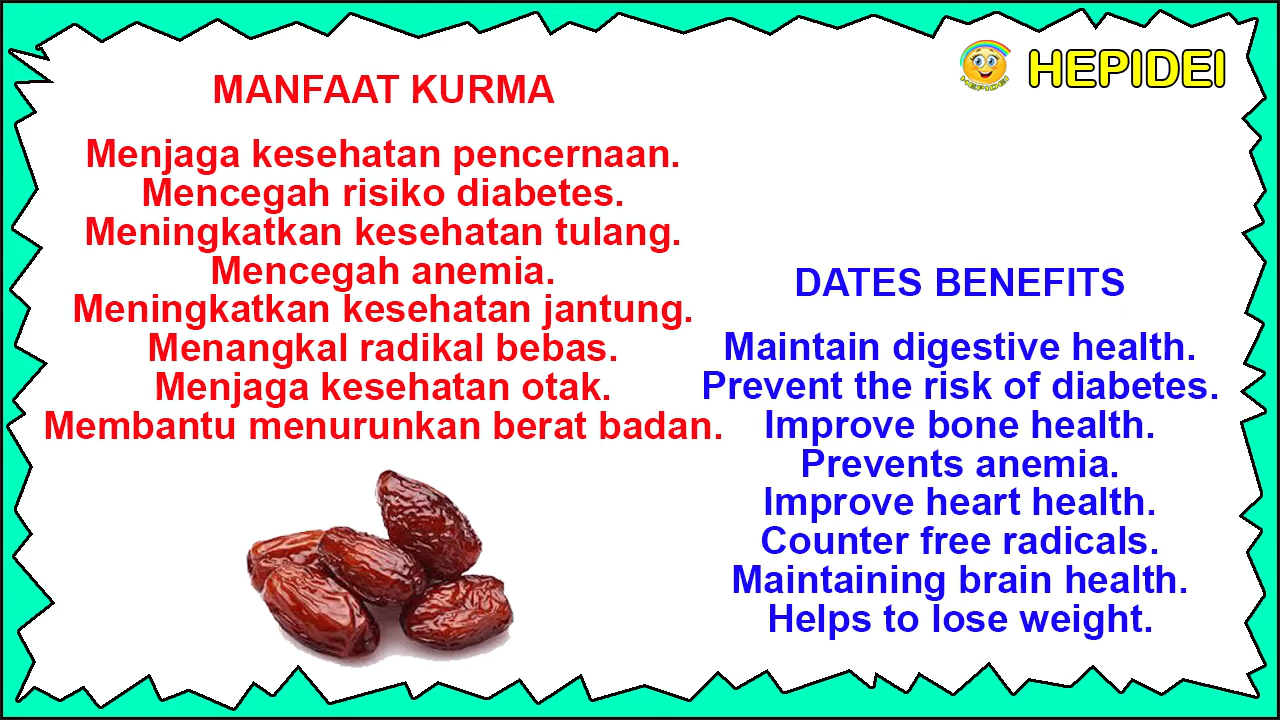 HEPIDEI
HEPIDEI
MANFAAT KURMA
Menjaga kesehatan pencernaan.
Mencegah risiko diabetes.
Meningkatkan kesehatan tulang.
Mencegah anemia.
Meningkatkan kesehatan jantung.
Menangkal radikal bebas.
Menjaga kesehatan otak.
Membantu menurunkan berat badan.
DATES BENEFITS
Maintain digestive health.
Prevent the risk of diabetes.
Improve bone health.
Prevents anemia.
Improve heart health.
Counter free radicals.
Maintaining brain health.
Helps to lose weight.